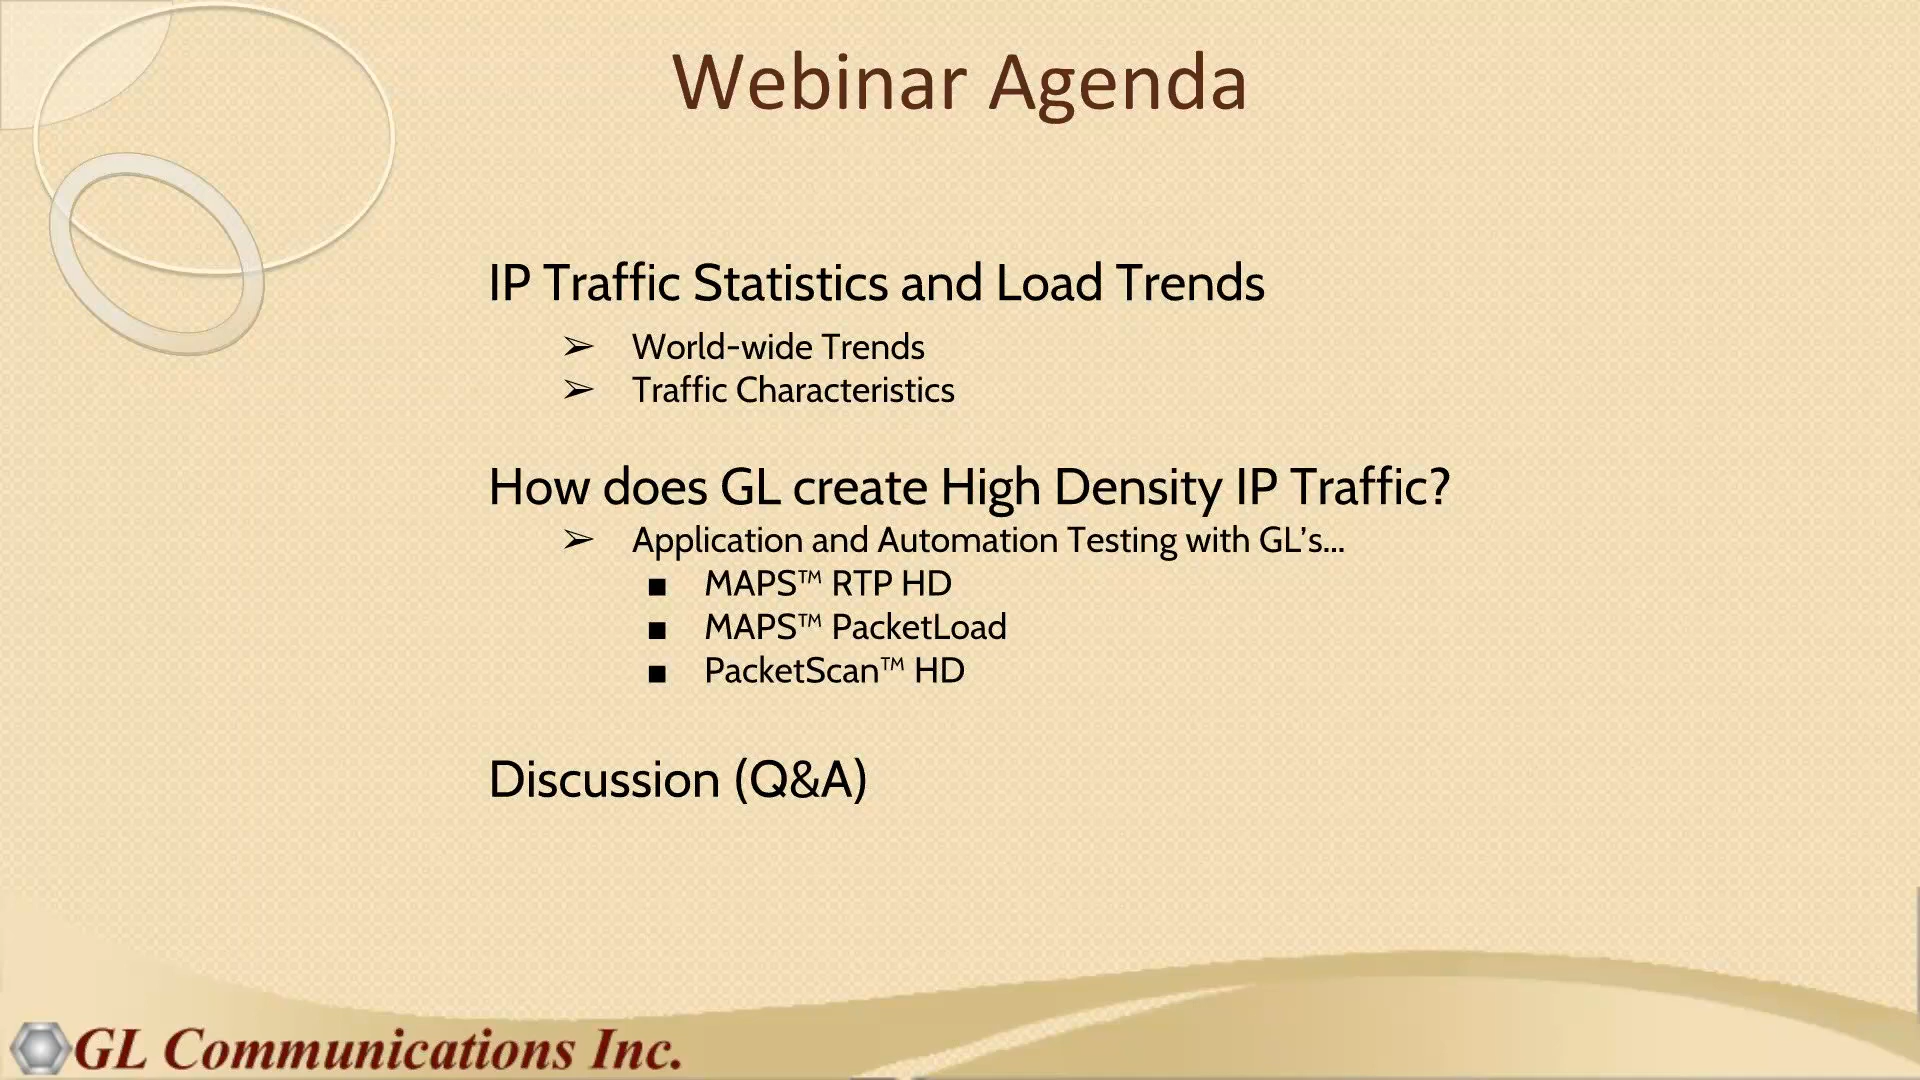 Webinar Agenda
IP Traffic Statistics and Load Trends
➢ World-wide Trends
➢ Traffic Characteristics
How does GL create High Density IP Traffic?
➢ Application and Automation Testing with GL's...
■ MAPS™ RTP HD
■ MAPS™ PacketLoad
■ PacketScan™ HD
Discussion (Q&A)
GL Communications Inc.